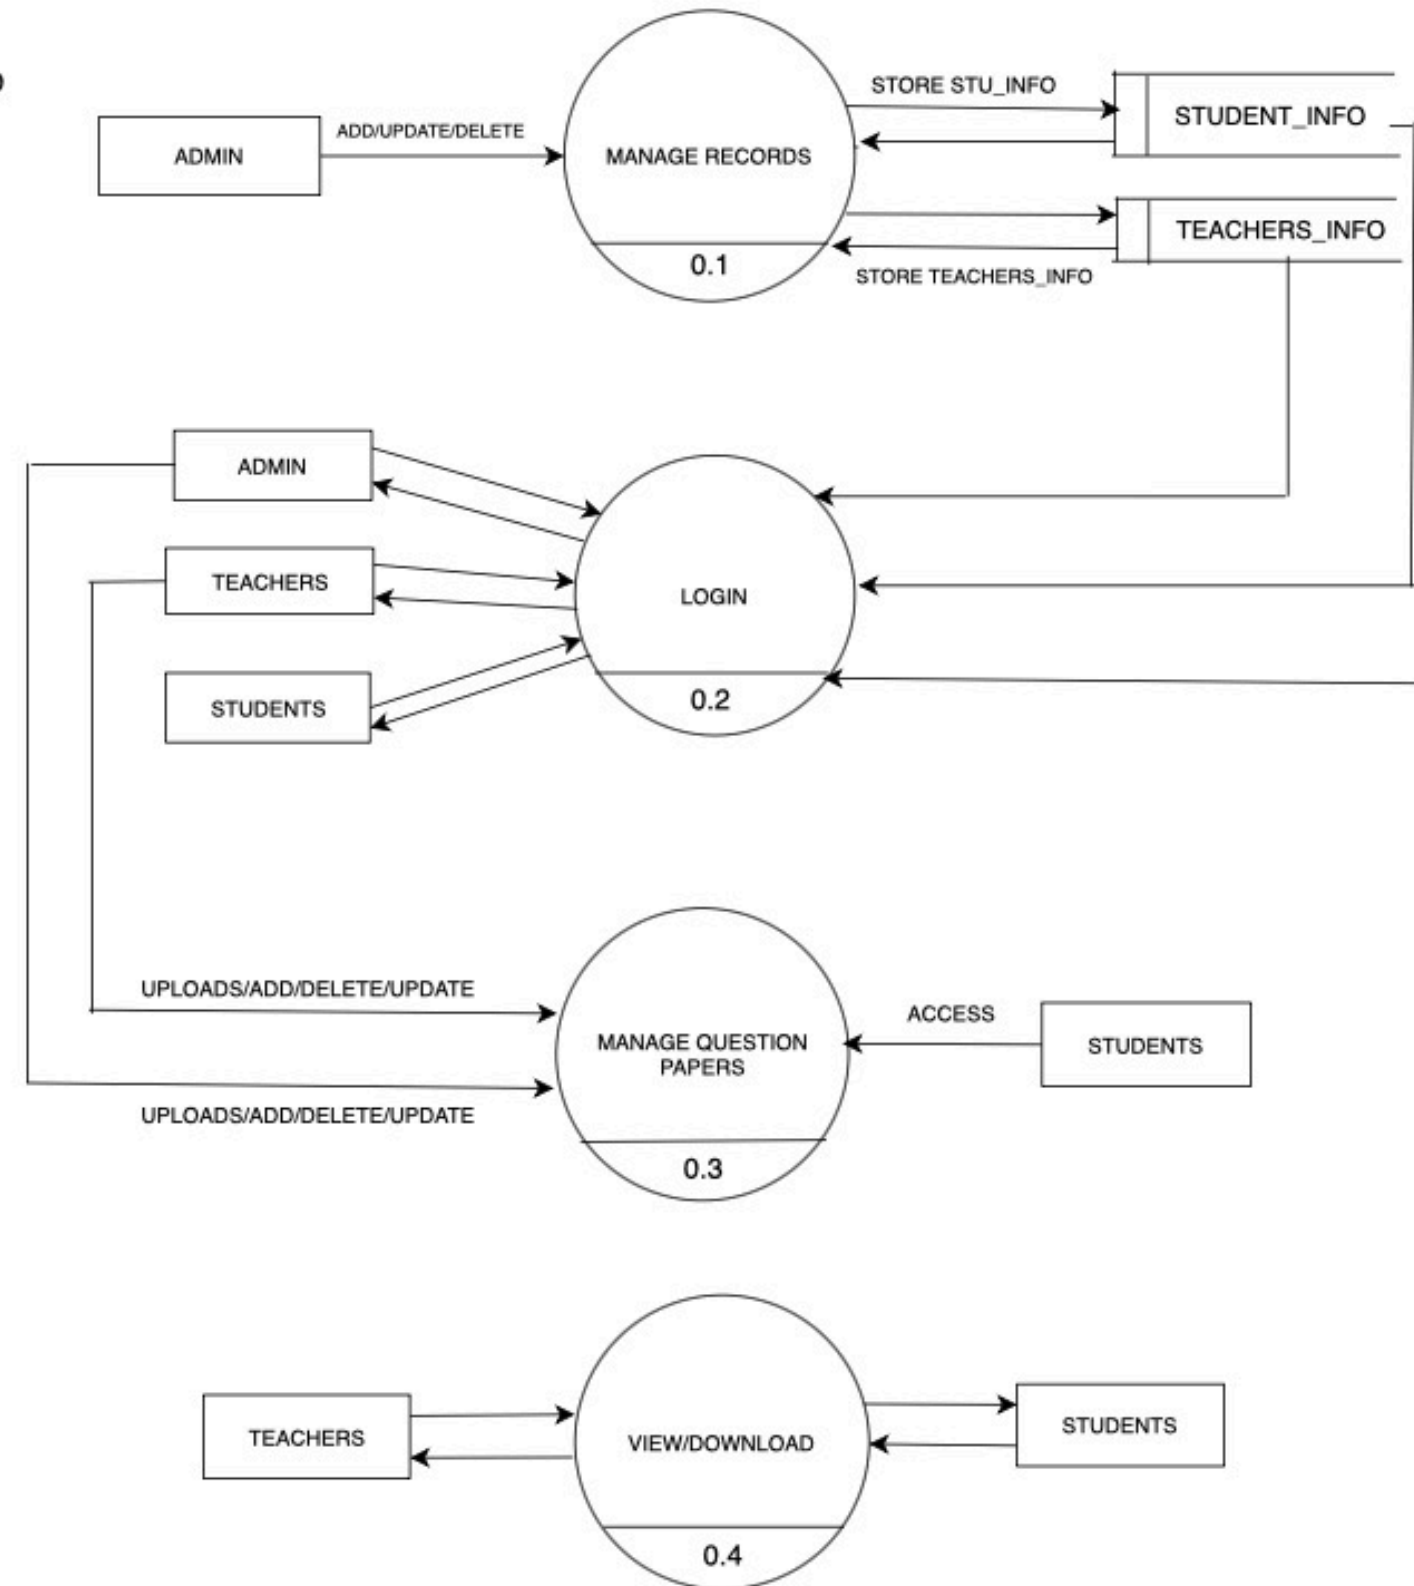 STORE STU_INFO
STUDENT_INFO
ADD/UPDATE/DELETE
ADMIN
MANAGE RECORDS
TEACHERS_INFO
0.1
STORE TEACHERS_INFO
ADMIN
TEACHERS
LOGIN
STUDENTS
0.2
UPLOADS/ADD/DELETE/UPDATE
ACCESS
MANAGE QUESTION
PAPERS
STUDENTS
UPLOADS/ADD/DELETE/UPDATE
0.3
TEACHERS
VIEW/DOWNLOAD
STUDENTS
0.4